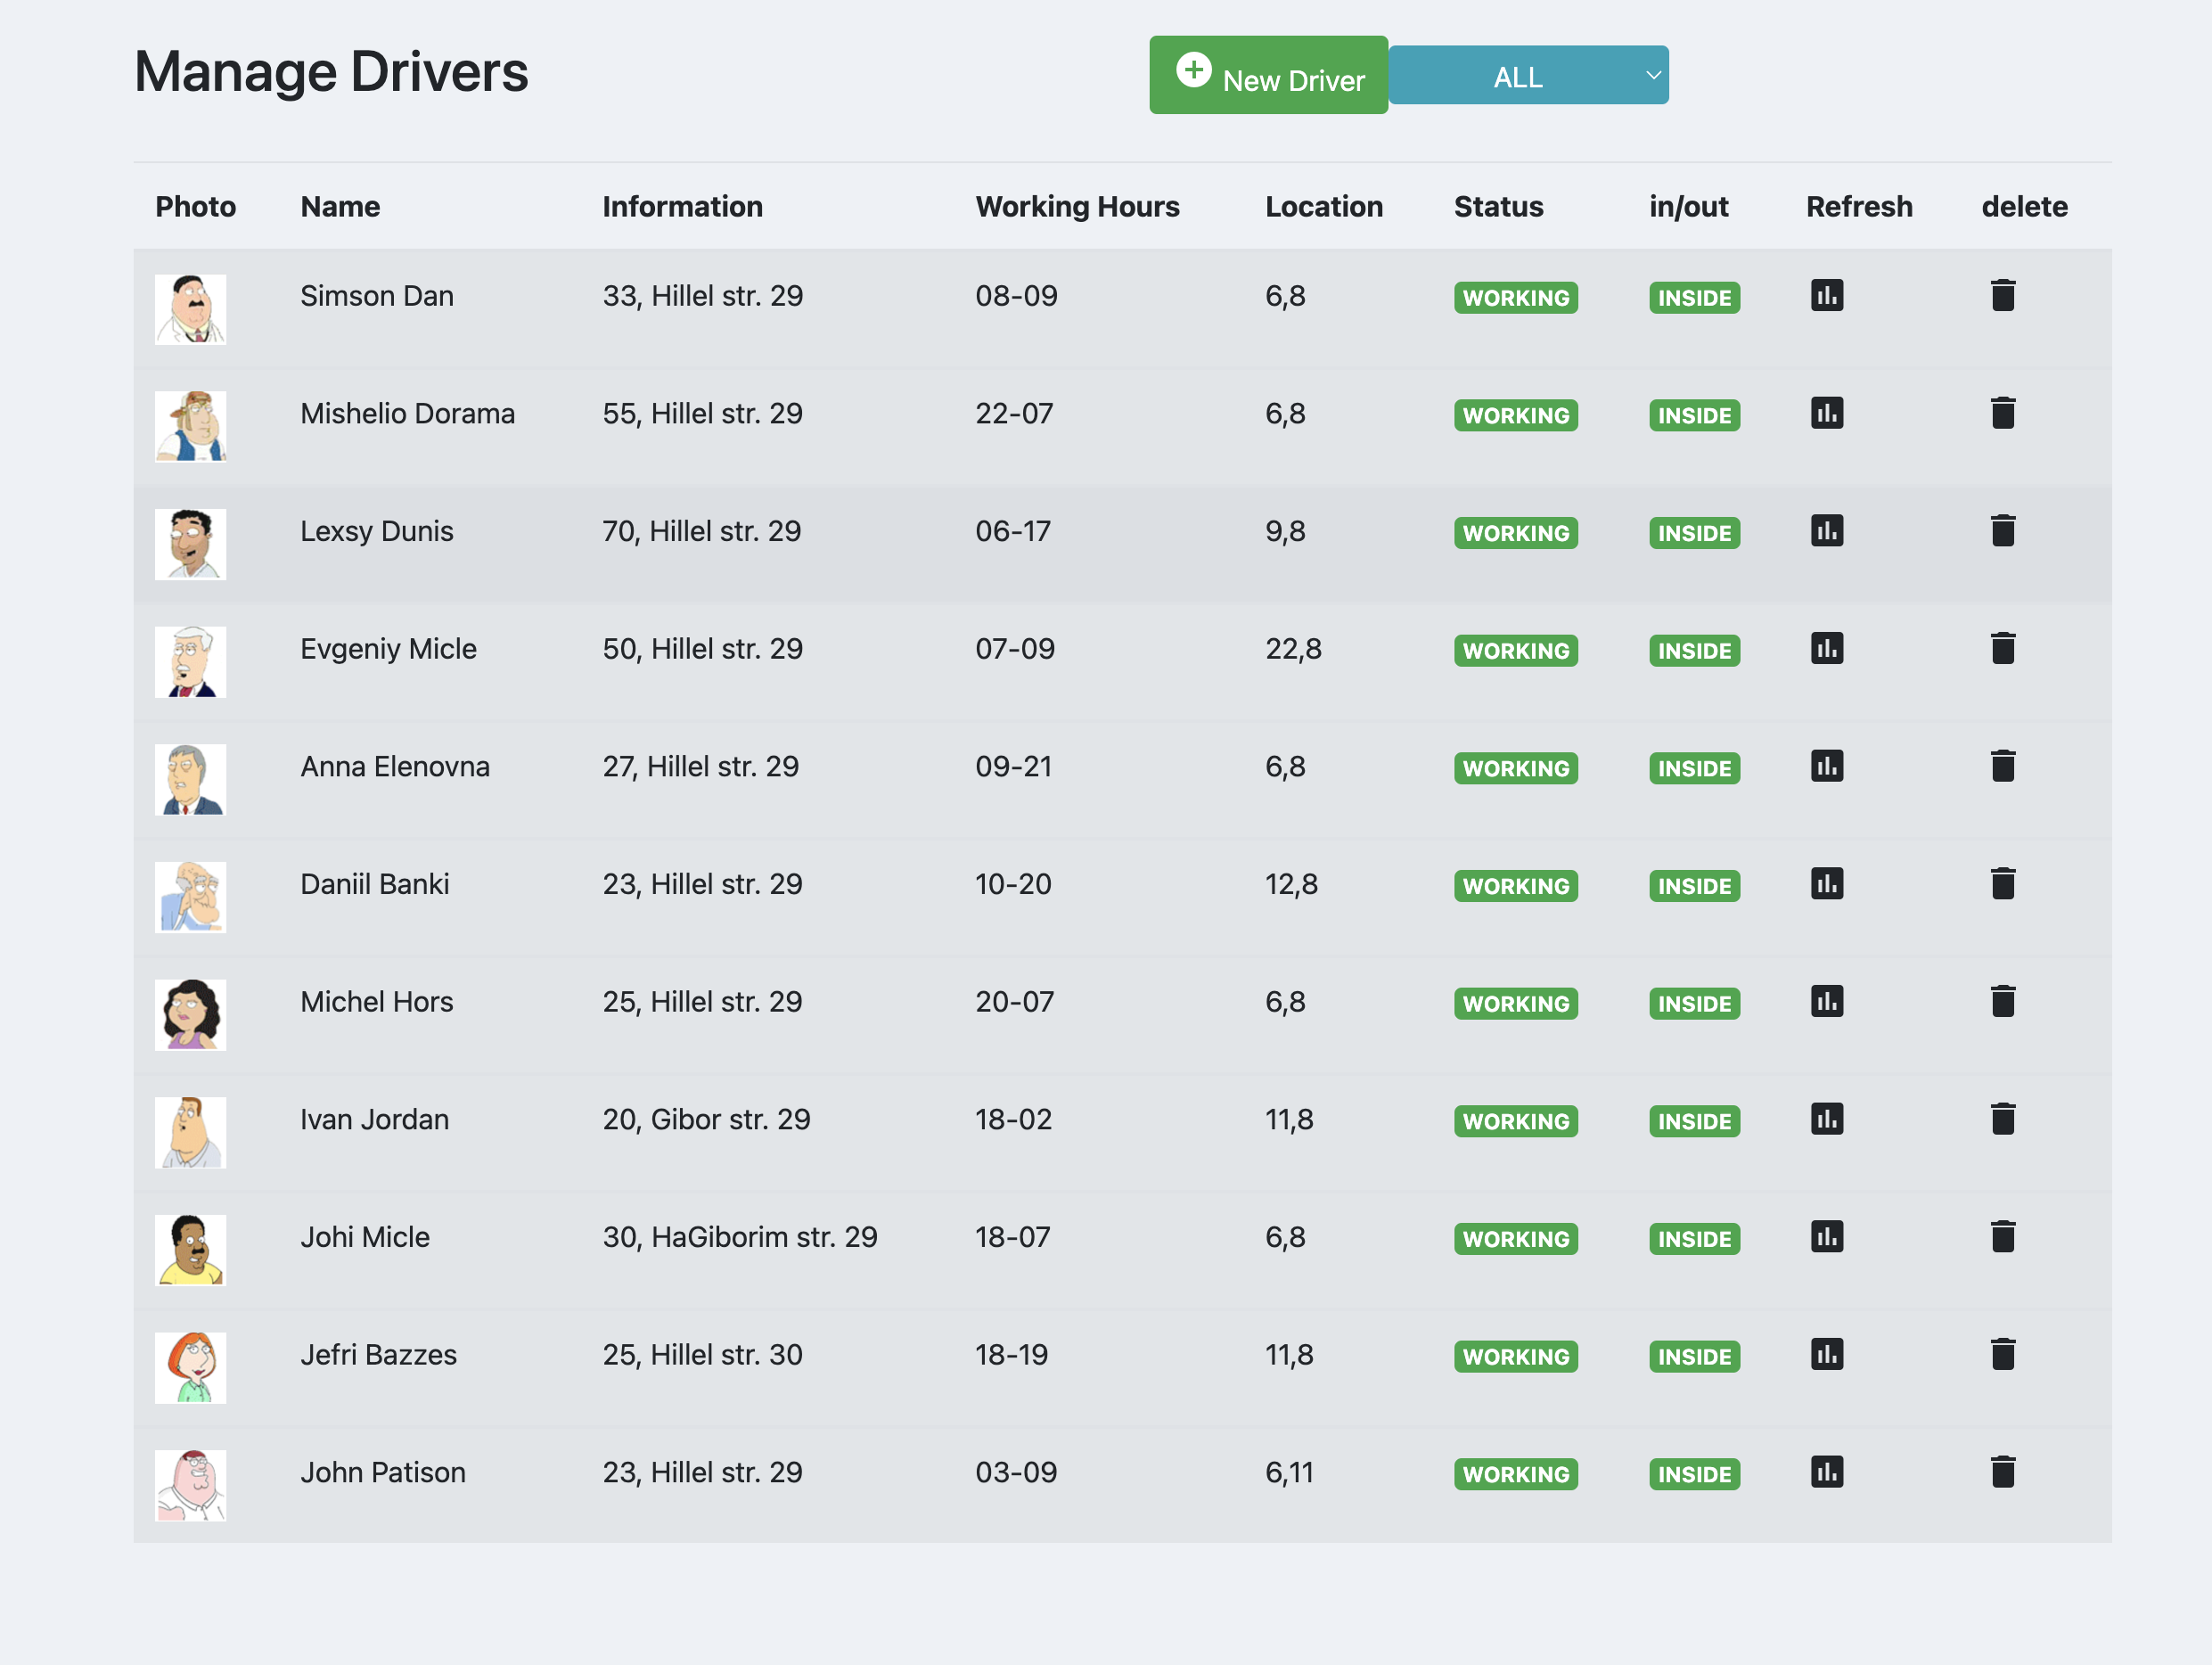 Manage Drivers
New Driver ALL
Photo Name Information Working Hours Location Status in/out Refresh delete
Simson Dan 33, Hillel str. 29 08-09 6,8 WORKING INSIDE
Mishelio Dorama 55, Hillel str. 29 22-07 6,8 WORKING INSIDE
Lexsy Dunis 70, Hillel str. 29 06-17 9,8 WORKING INSIDE
Evgeniy Micle 50, Hillel str. 29 07-09 22,8 WORKING INSIDE
Anna Elenovna 27, Hillel str. 29 09-21 6,8 WORKING INSIDE
Daniil Banki 23, Hillel str. 29 10-20 12,8 WORKING INSIDE
Michel Hors 25, Hillel str. 29 20-07 6,8 WORKING INSIDE
Ivan Jordan 20, Gibor str. 29 18-02 11,8 WORKING INSIDE
Johi Micle 30, HaGiborim str. 29 18-07 6,8 WORKING INSIDE
Jefri Bazzes 25, Hillel str. 30 18-19 11,8 WORKING INSIDE
John Patison 23, Hillel str. 29 03-09 6,11 WORKING INSIDE